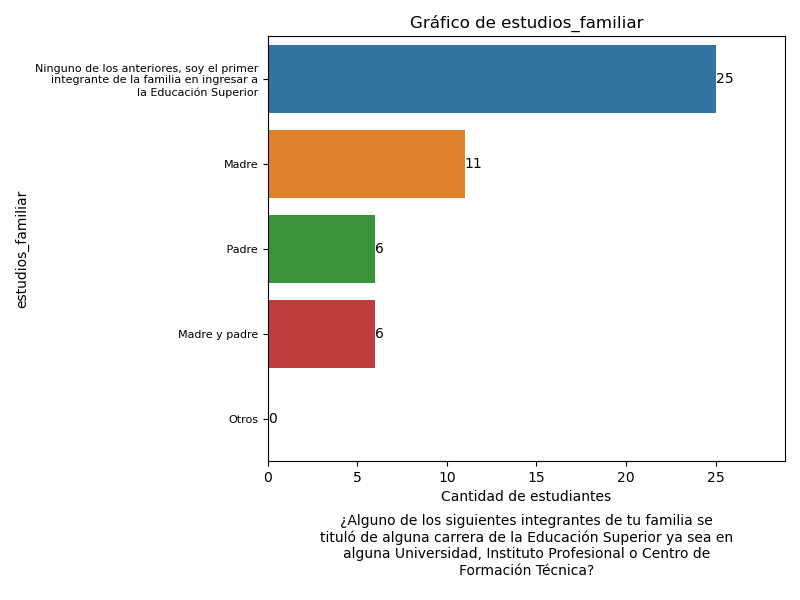 Gráfico de estudios_familiar
Ninguno de los anteriores, soy el primer
integrante de la familia en ingresar a
la Educación Superior
25
Madre
11
Padre
6
Madre y padre
6
Otros
0
estudios_familiar
0 5 10 15 20 25
Cantidad de estudiantes
¿Alguno de los siguientes integrantes de tu familia se
tituló de alguna carrera de la Educación Superior ya sea en
alguna Universidad, Instituto Profesional o Centro de
Formación Técnica?